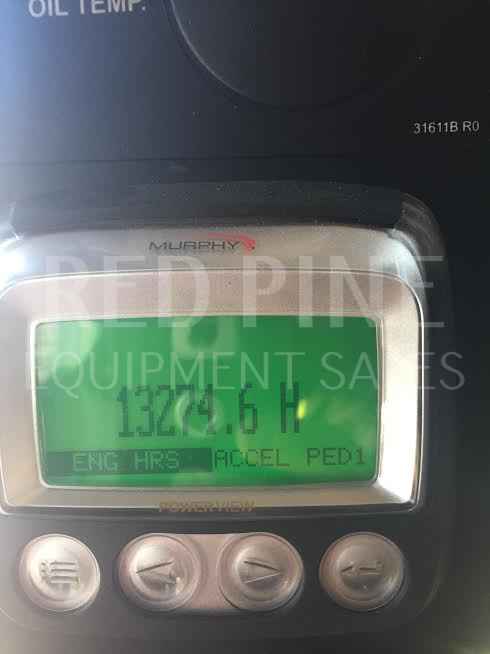 OIL TEMP.
31611B R0
MURPHY
RED PINE
EQUIPMENT SALES
13274.6 H
ENG HRS ACCEL PED1
POWERVIEW